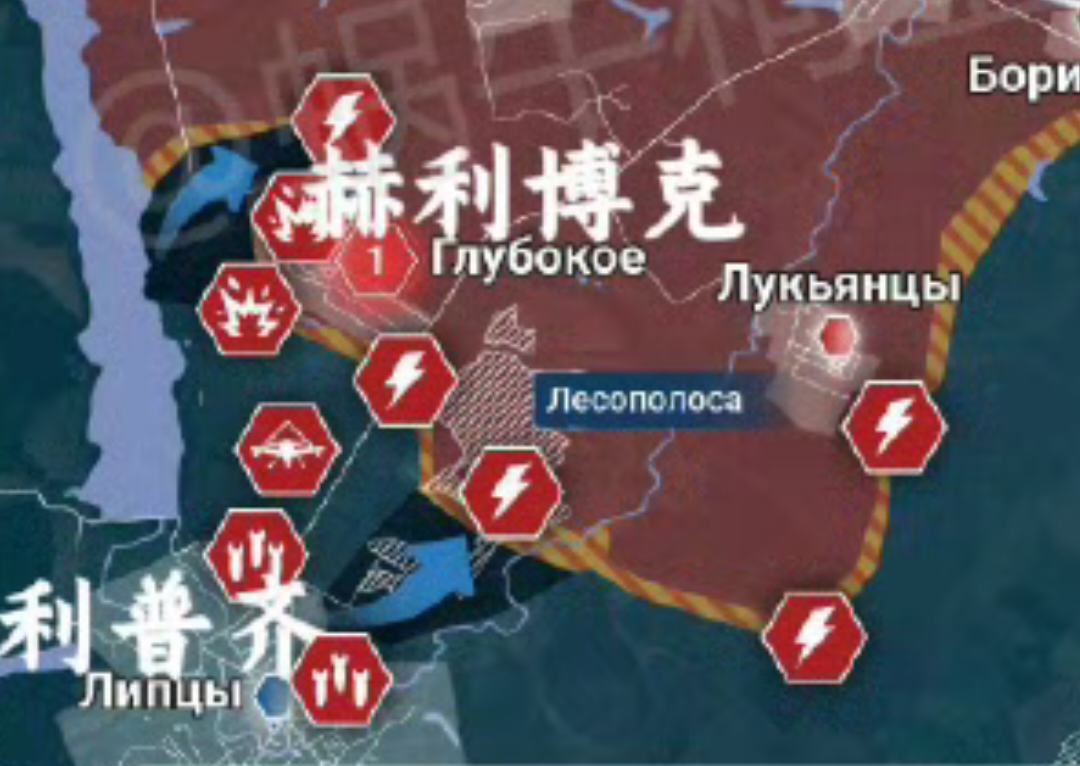 Бори
赫利博克
1
Глубокое
Лукьянцы
Лесополоса
利普齐
Липцы